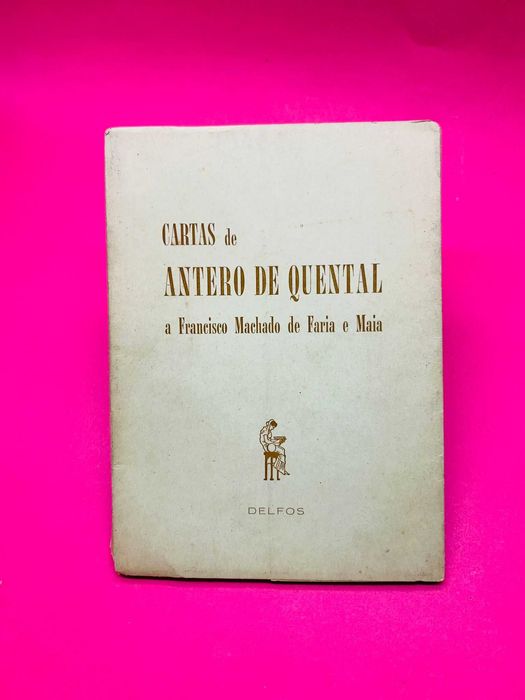 CARTAS de
ANTERO DE QUENTAL
a Francisco Machado de Faria e Maia
DELFOS